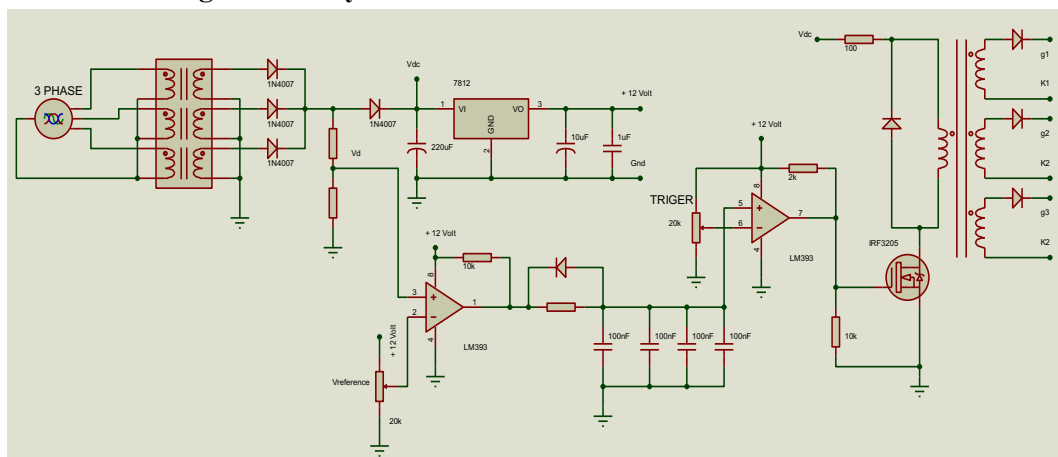 3 PHASE
1N4007
1N4007
1N4007
Vd
1N4007
Vdc
220uF
7812
1
VI
VO
3
GND
2
+ 12 Volt
10uF
1uF
Gnd
+ 12 Volt
10k
8
3
2
1
4
LM393
+ 12 Volt
Vreference
20k
100nF
100nF
100nF
100nF
TRIGER
20k
+ 12 Volt
2k
8
5
6
7
4
LM393
10k
IRF3205
Vdc
100
g1
K1
g2
K2
g3
K2